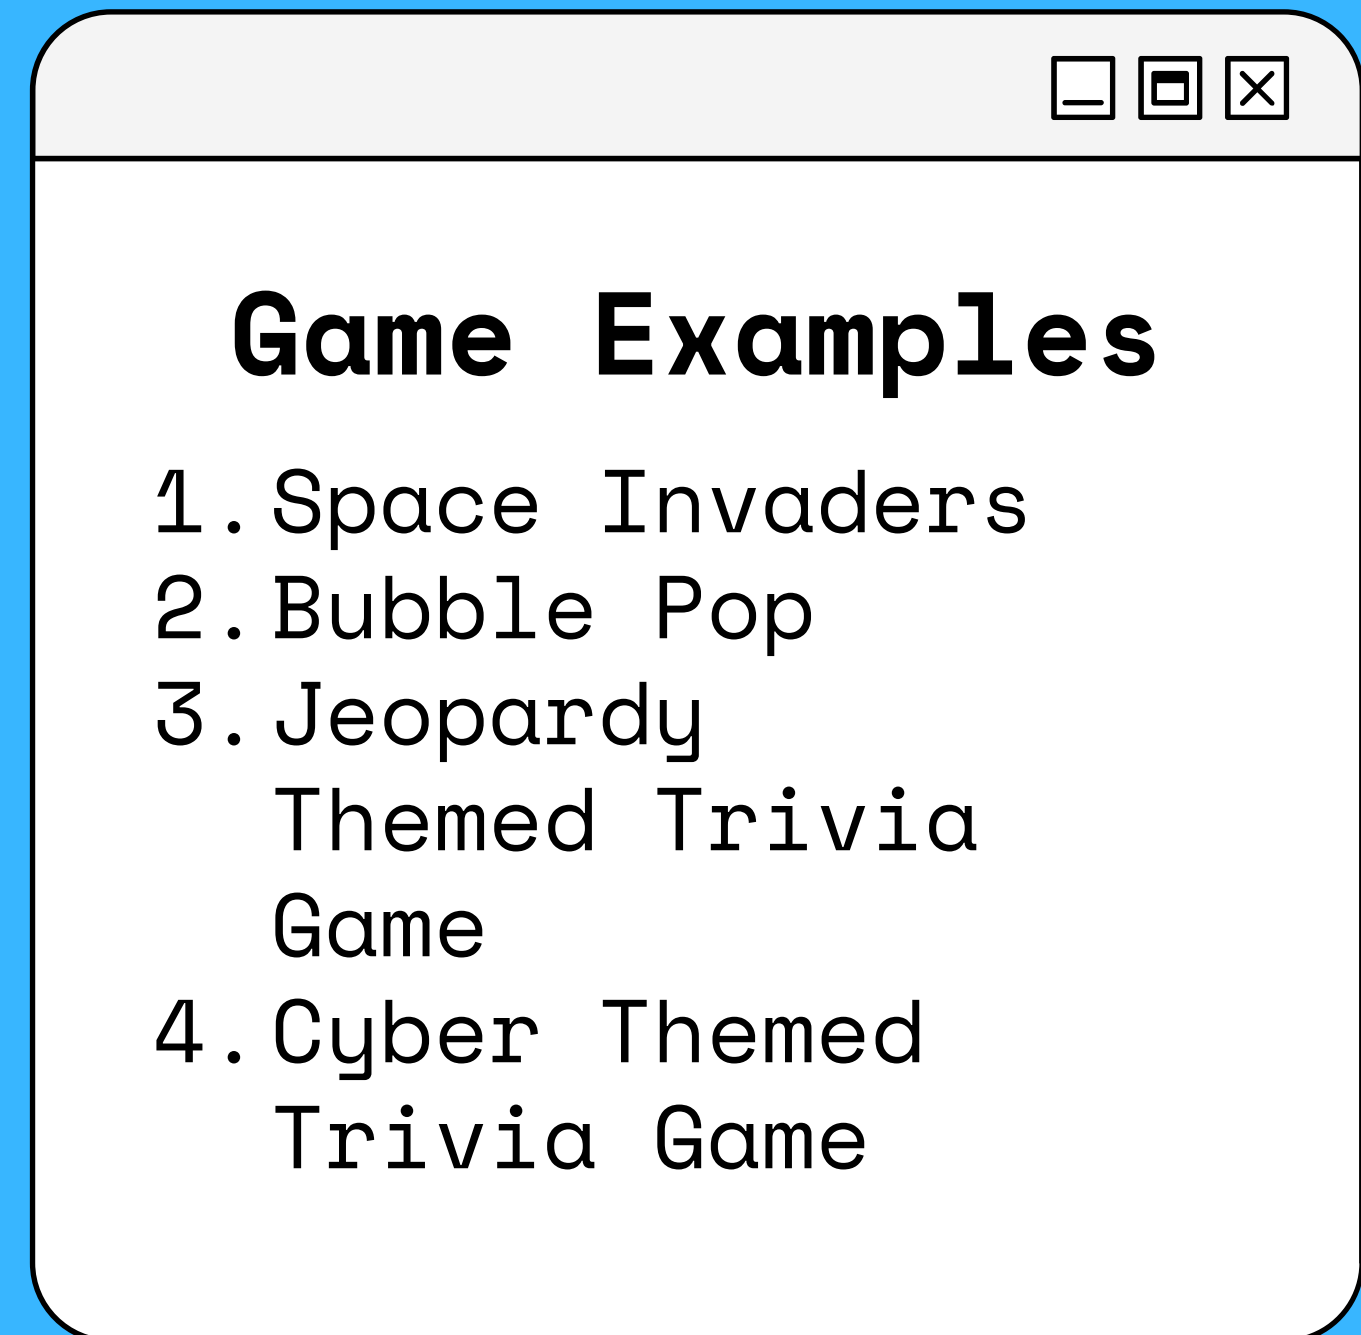 Game Examples
1.Space Invaders
2.Bubble Pop
3.Jeopardy
Themed Trivia
Game
4.Cyber Themed
Trivia Game